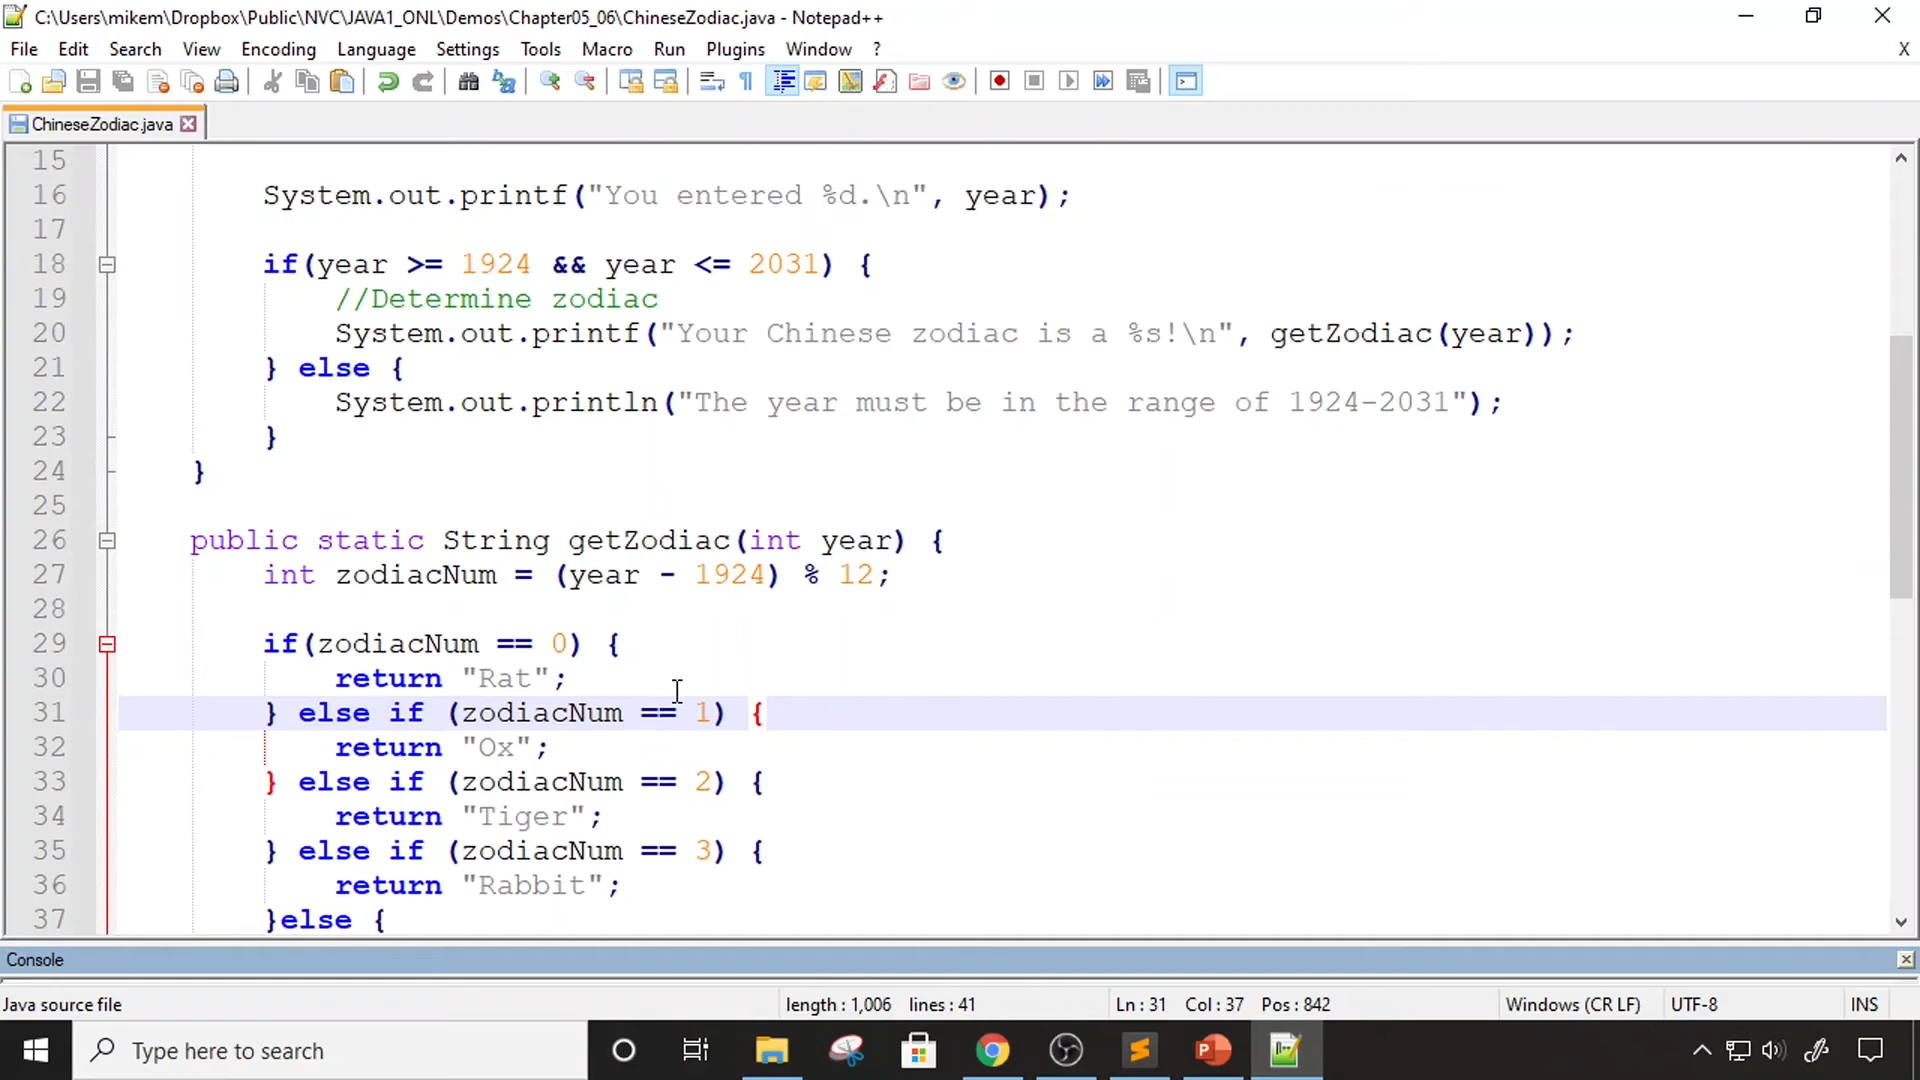 C:\Users\mikem\Dropbox\Public\NVC\JAVA1_ONL\Demos\Chapter05_06\ChineseZodiac.java - Notepad++
File Edit Search View Encoding Language Settings Tools Macro Run Plugins Window ? X
ChineseZodiac.java
15
16 System.out.printf("You entered %d.\n", year);
17
18 if(year >= 1924 && year <= 2031) {
19 //Determine zodiac
20 System.out.printf("Your Chinese zodiac is a %s!\n", getZodiac(year));
21 } else {
22 System.out.println("The year must be in the range of 1924-2031");
23 }
24 }
25
26 public static String getZodiac(int year) {
27 int zodiacNum = (year - 1924) % 12;
28
29 if(zodiacNum == 0) {
30 return "Rat";
31 } else if (zodiacNum == 1) {
32 return "Ox";
33 } else if (zodiacNum == 2) {
34 return "Tiger";
35 } else if (zodiacNum == 3) {
36 return "Rabbit";
37 }else {
Console
Java source file length : 1,006 lines : 41 Ln : 31 Col : 37 Pos : 842 Windows (CR LF) UTF-8 INS
Type here to search